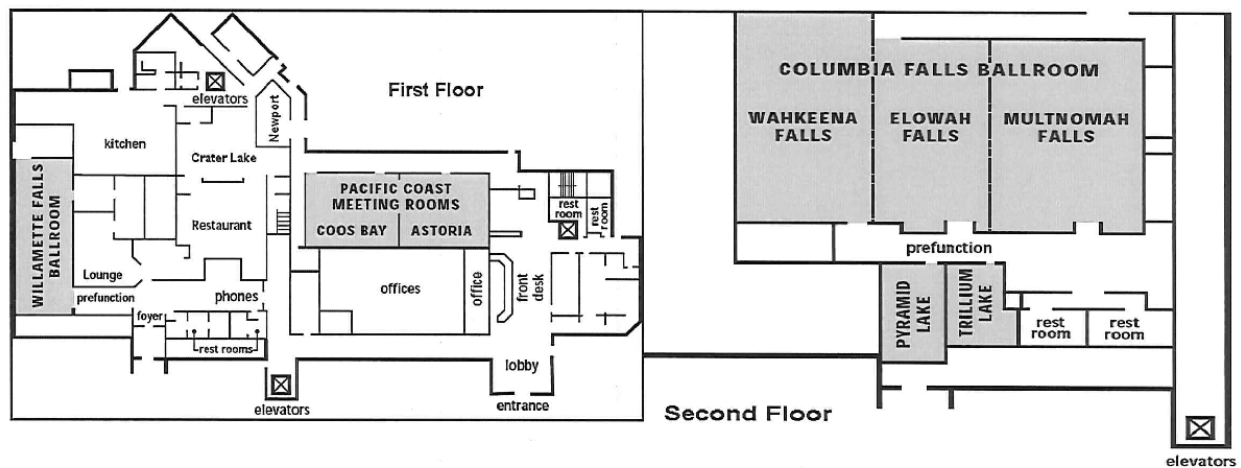 First Floor
elevators
Newport
kitchen
Crater Lake
PACIFIC COAST
MEETING ROOMS
COOS BAY
ASTORIA
rest
room
rest
room
Restaurant
WILLAMETTE FALLS
BALLROOM
Lounge
prefunction
phones
foyer
rest rooms
offices
office
front
desk
lobby
entrance
elevators
COLUMBIA FALLS BALLROOM
WAHKEENA
FALLS
ELOWAH
FALLS
MULTNOMAH
FALLS
prefunction
PYRAMID
LAKE
TRILLIUM
LAKE
rest
room
rest
room
Second Floor
elevators